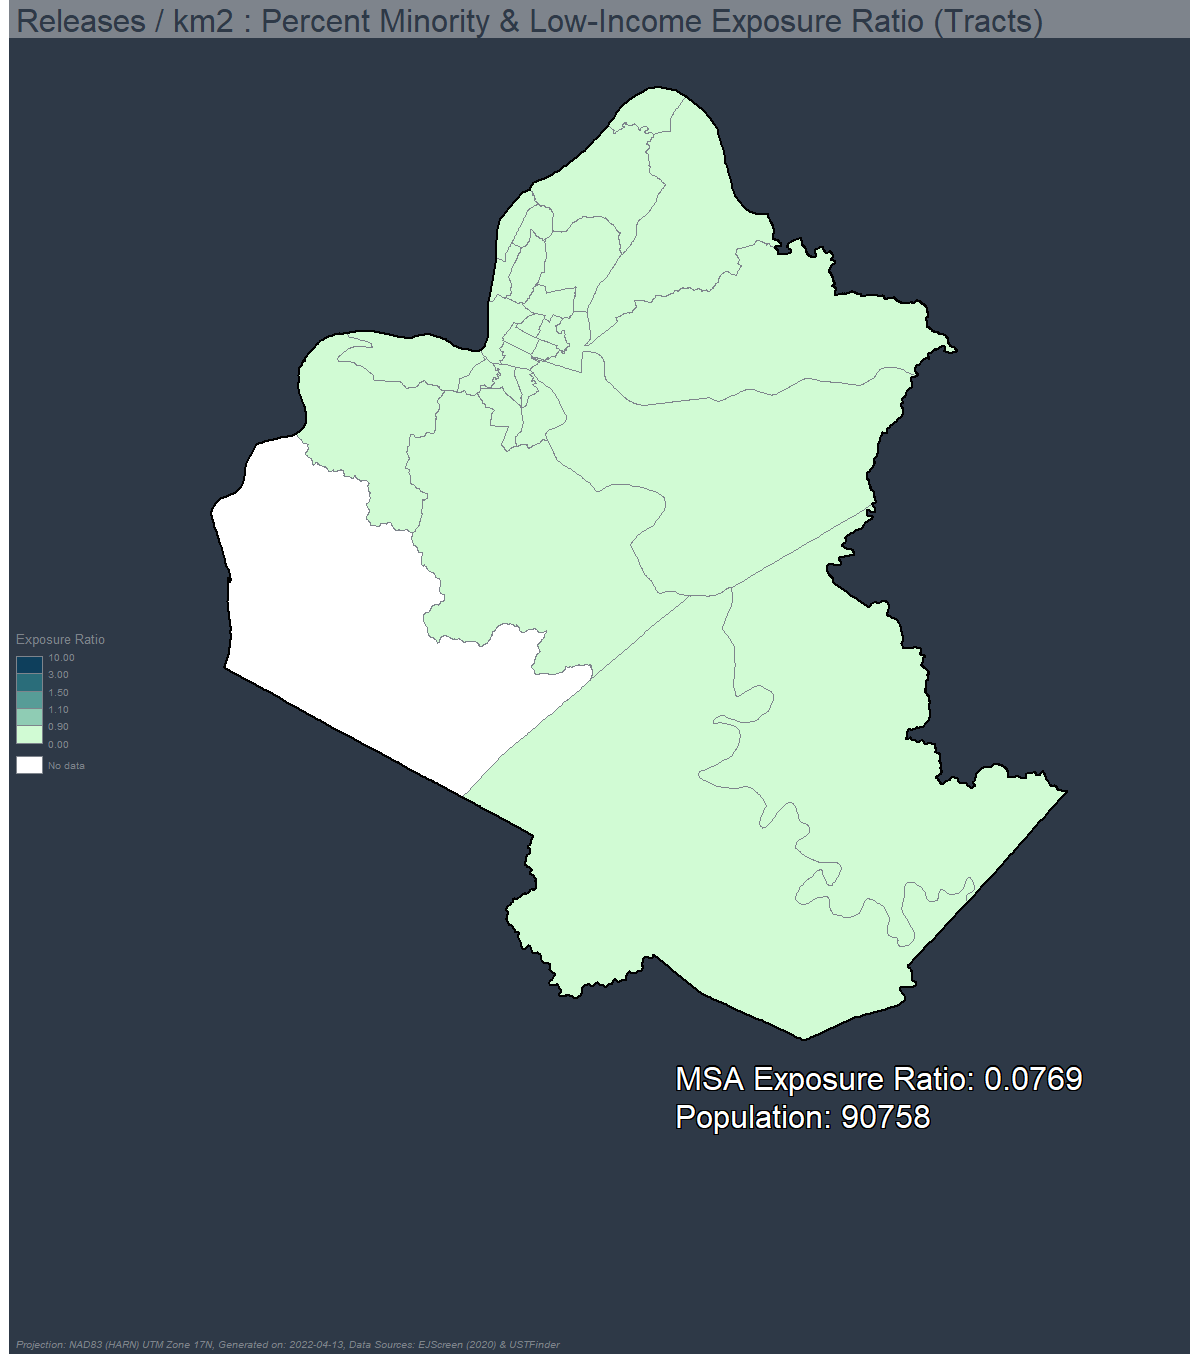 Releases / km2 : Percent Minority & Low-Income Exposure Ratio (Tracts)
Exposure Ratio
10.00
3.00
1.50
1.10
0.90
0.00
No data
MSA Exposure Ratio: 0.0769
Population: 90758
Projection: NAD83 (HARN) UTM Zone 17N, Generated on: 2022-04-13, Data Sources: EJScreen (2020) & USTFinder